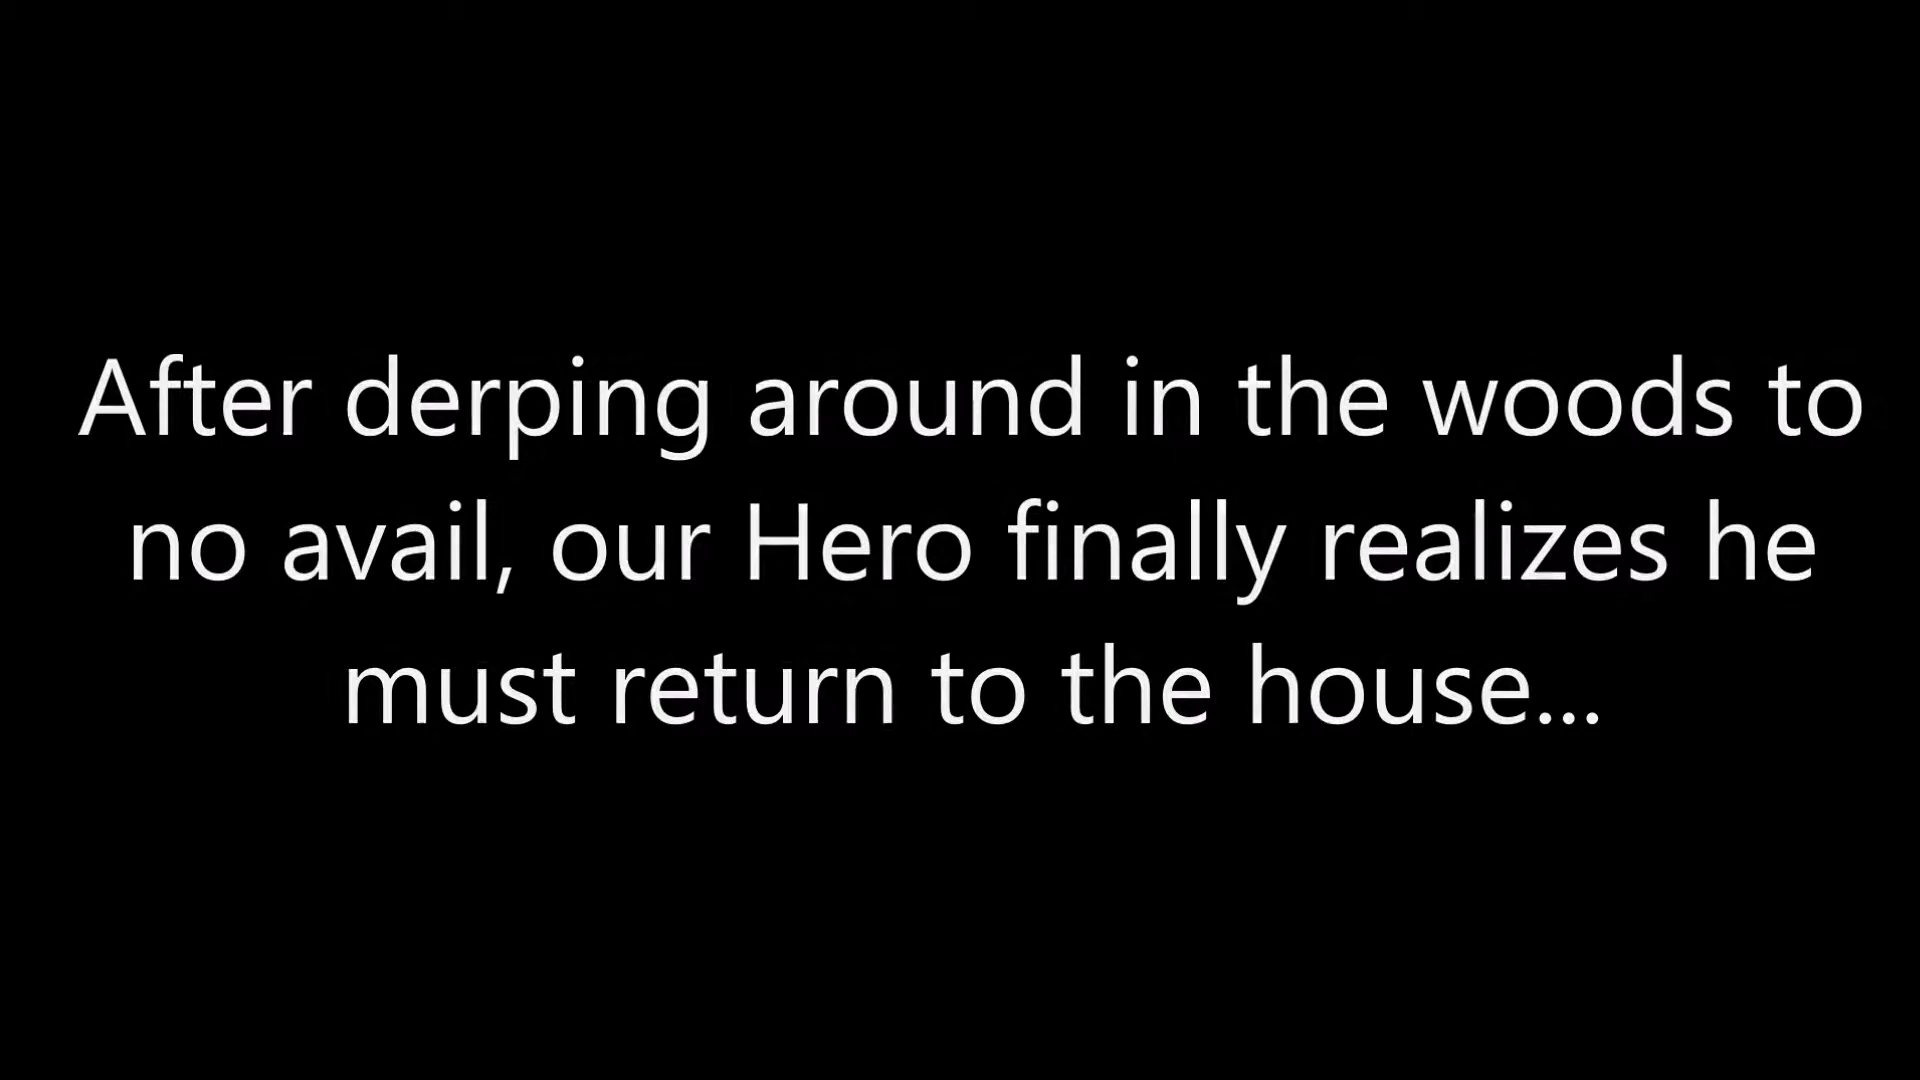 After derping around in the woods to
no avail, our Hero finally realizes he
must return to the house...